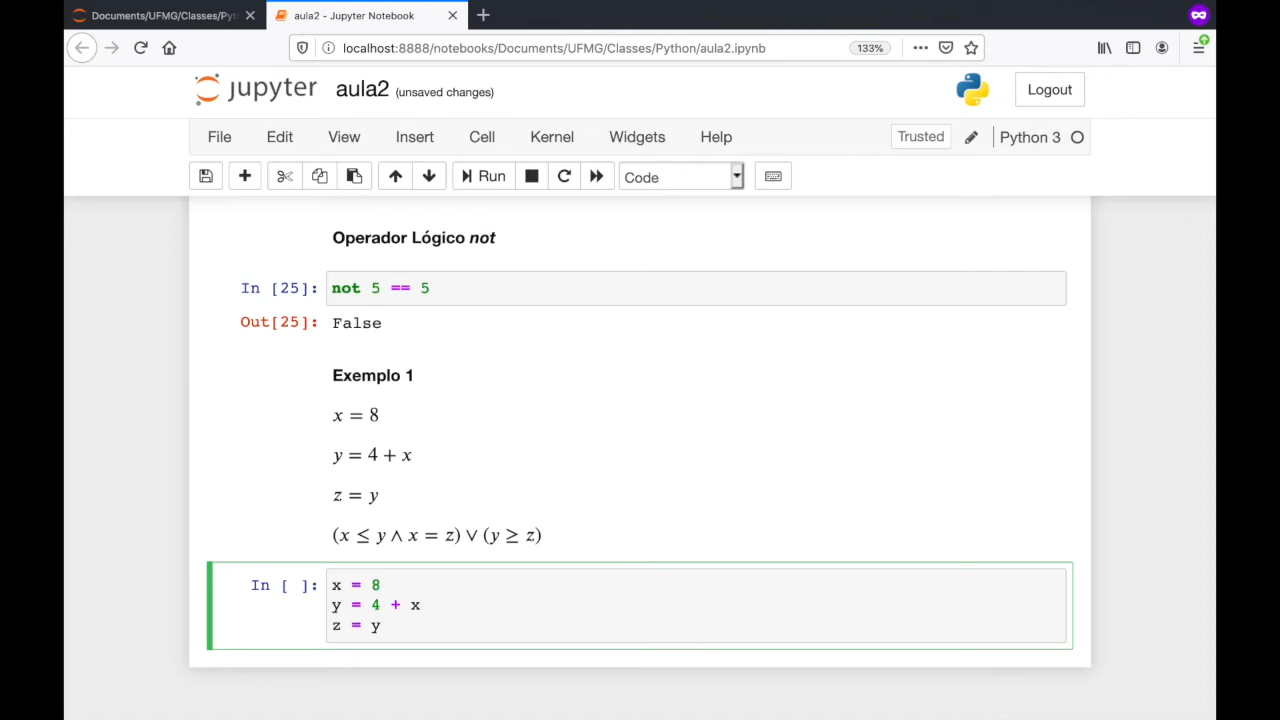 Documents/UFMG/Classes/Pyt
aula2 - Jupyter Notebook
localhost:8888/notebooks/Documents/UFMG/Classes/Python/aula2.ipynb
133%
jupyter aula2 (unsaved changes)
Logout
File Edit View Insert Cell Kernel Widgets Help
Trusted
Python 3
Run
Code
Operador Lógico not
In [25]: not 5 == 5
Out[25]: False
Exemplo 1
x = 8
y = 4 + x
z = y
(x ≤ y ∧ x = z) ∨ (y ≥ z)
In [ ]: x = 8
y = 4 + x
z = y